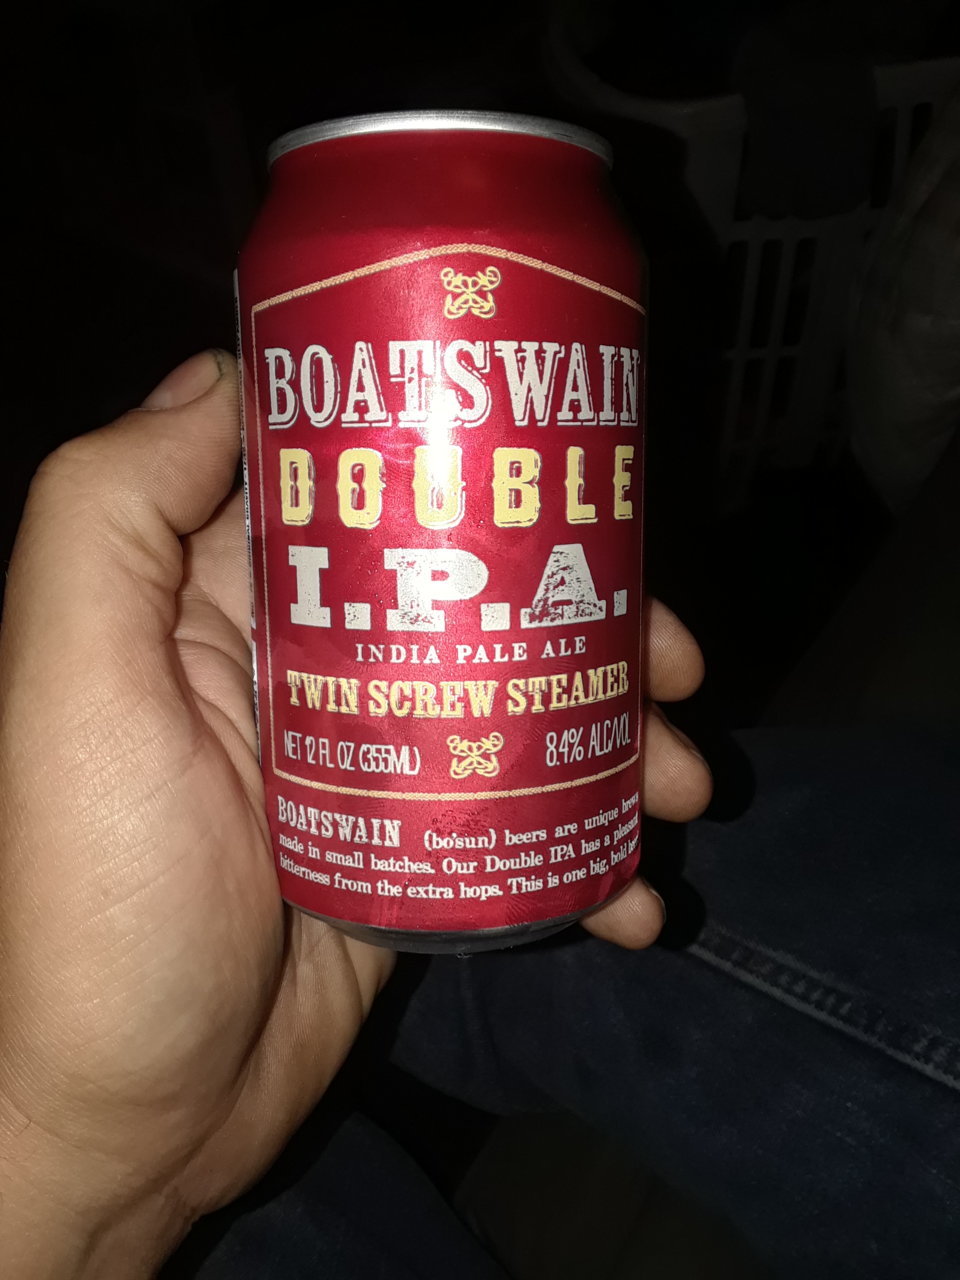 BOATSWAIN
DOUBLE
I.P.A.
INDIA PALE ALE
TWIN SCREW STEAMER
NET 12 FL OZ (355ML)
8.4% ALC/VOL
BOATSWAIN (bo'sun) beers are unique brews
made in small batches. Our Double IPA has a pleasant
bitterness from the extra hops. This is one big, bold